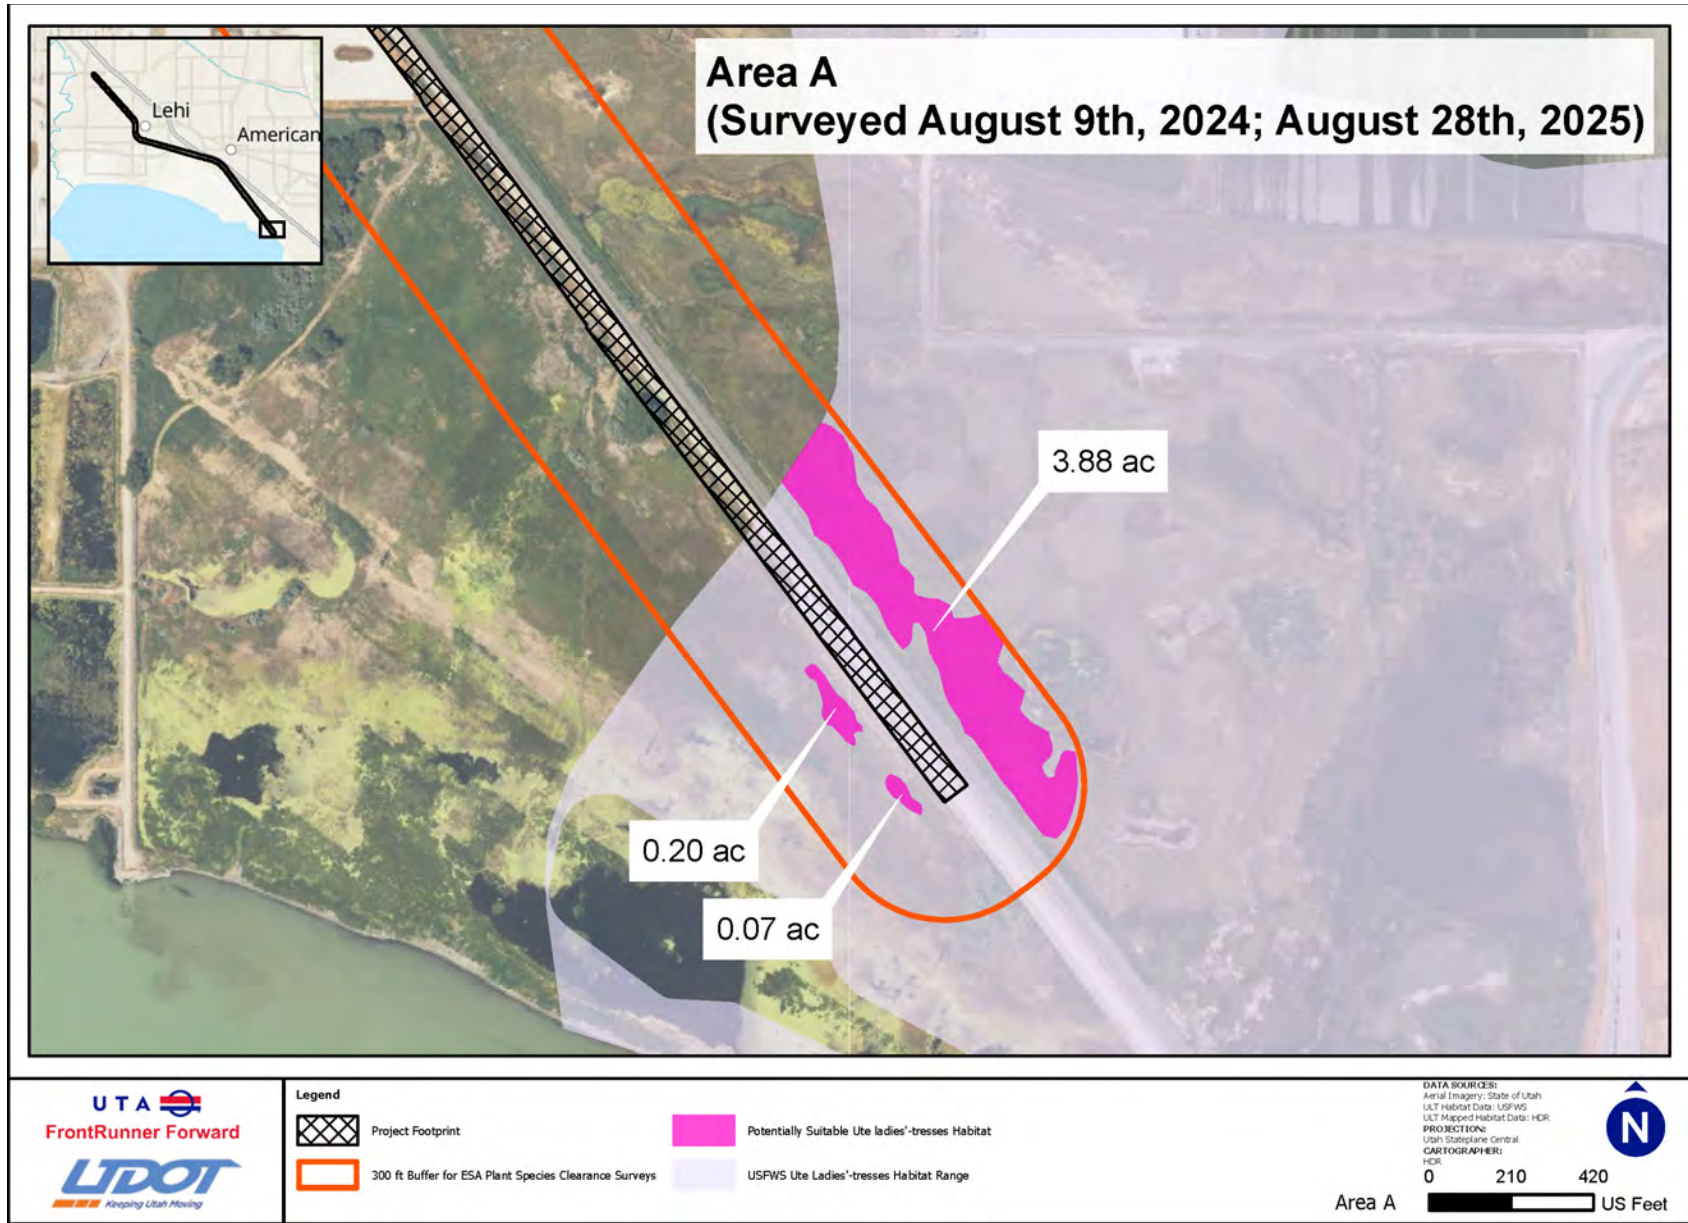 Area A
(Surveyed August 9th, 2024; August 28th, 2025)
Lehi
American
3.88 ac
0.20 ac
0.07 ac
UTA
FrontRunner Forward
UDOT
Keeping Utah Moving
Legend
Project Footprint
300 ft Buffer for ESA Plant Species Clearance Surveys
Potentially Suitable Ute ladies'-tresses Habitat
USFWS Ute Ladies'-tresses Habitat Range
DATA SOURCES:
Aerial Imagery: State of Utah
ULT Habitat Data: USFWS
ULT Mapped Habitat Data: HDR
PROJECTION:
Utah Stateplane Central
CARTOGRAPHER:
HDR
N
0 210 420
US Feet
Area A